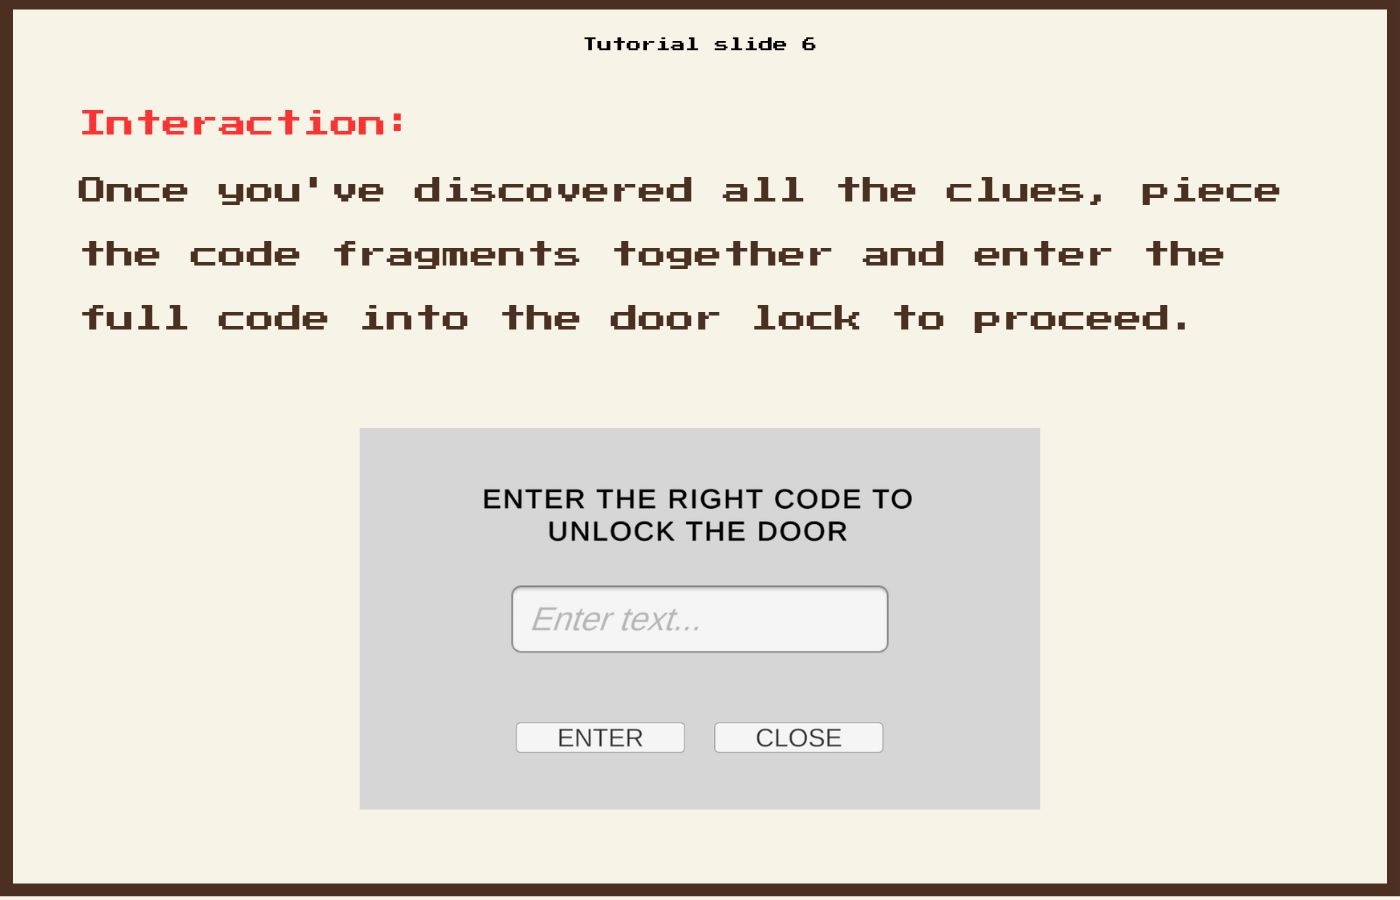 Tutorial slide 6
Interaction:
Once you've discovered all the clues, piece
the code fragments together and enter the
full code into the door lock to proceed.
ENTER THE RIGHT CODE TO
UNLOCK THE DOOR
Enter text...
ENTER CLOSE